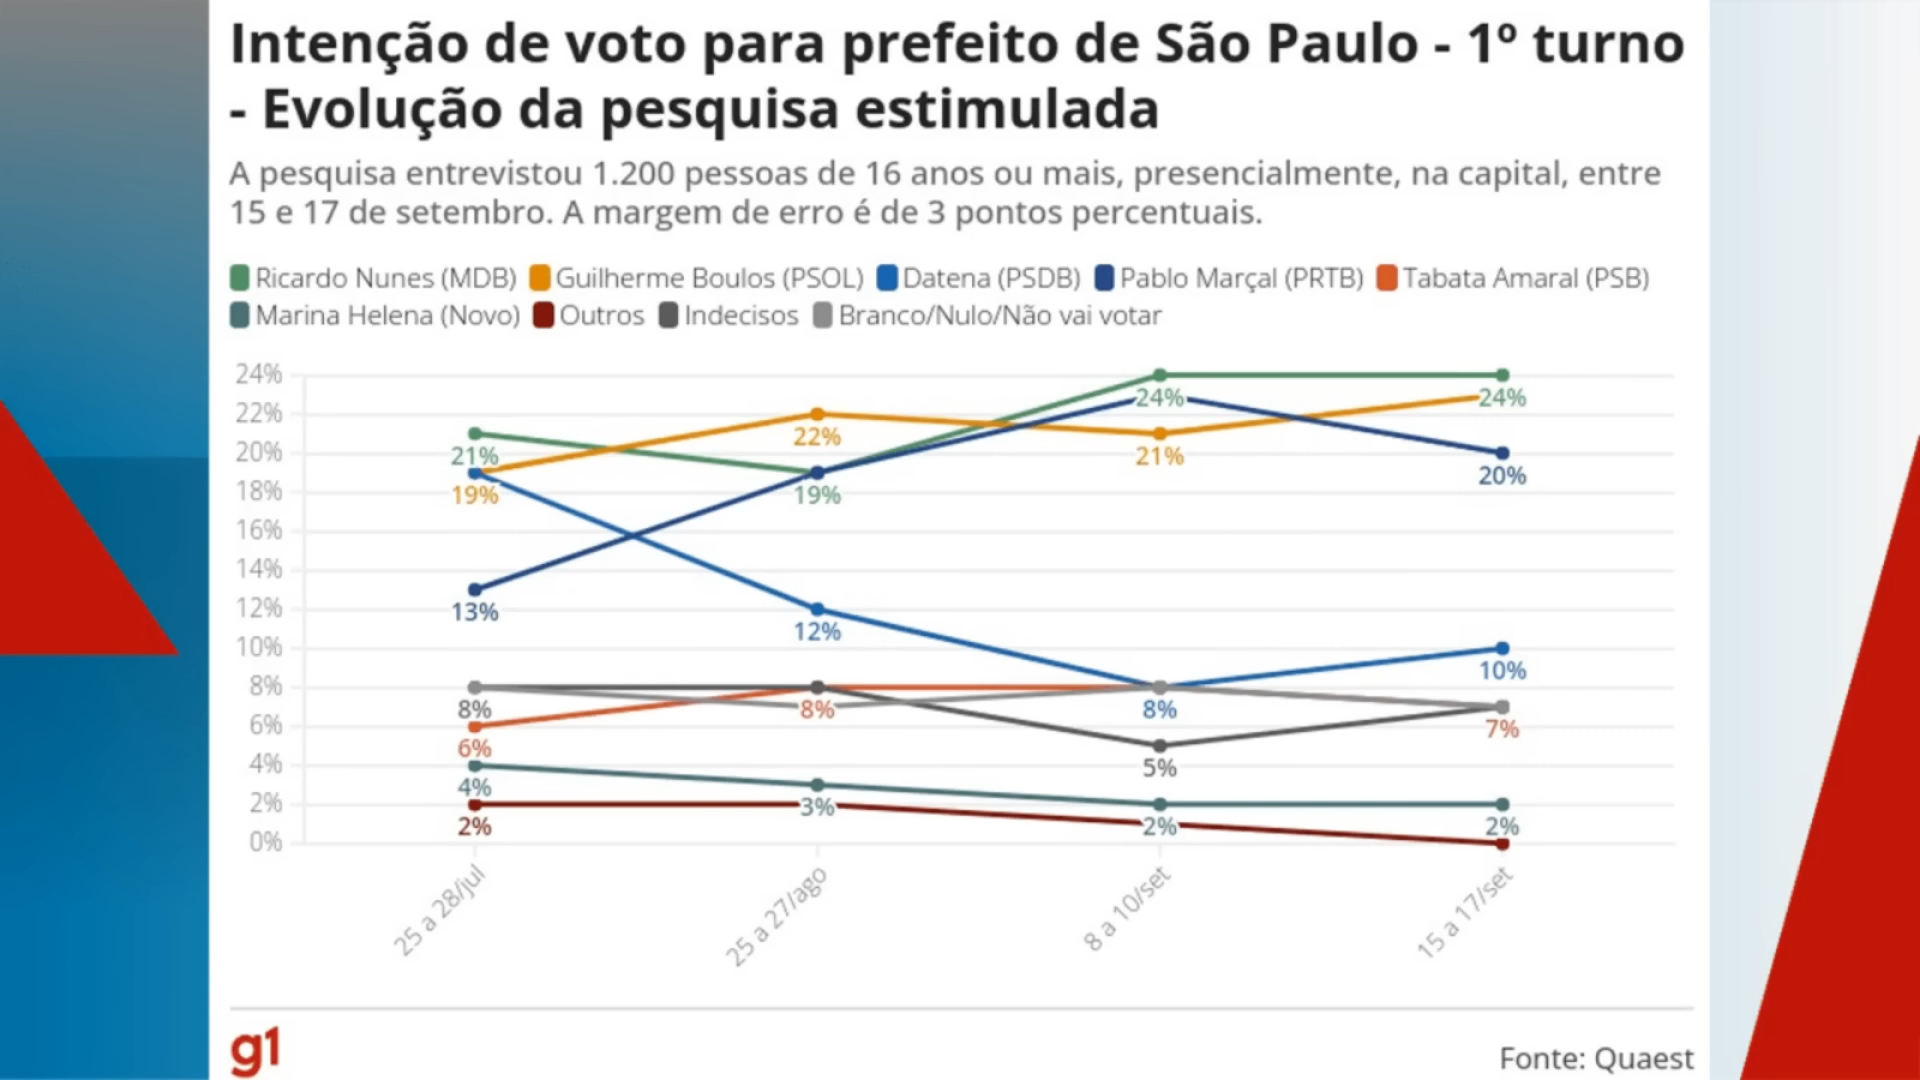 Intenção de voto para prefeito de São Paulo - 1º turno
- Evolução da pesquisa estimulada
A pesquisa entrevistou 1.200 pessoas de 16 anos ou mais, presencialmente, na capital, entre
15 e 17 de setembro. A margem de erro é de 3 pontos percentuais.
Ricardo Nunes (MDB) Guilherme Boulos (PSOL) Datena (PSDB) Pablo Marçal (PRTB) Tabata Amaral (PSB)
Marina Helena (Novo) Outros Indecisos Branco/Nulo/Não vai votar
24%
22%
20%
18%
16%
14%
12%
10%
8%
6%
4%
2%
0%
21%
19%
13%
8%
6%
4%
2%
22%
19%
12%
8%
3%
24%
21%
8%
5%
2%
24%
20%
10%
7%
2%
25 a 28/jul
25 a 27/ago
8 a 10/set
15 a 17/set
g1
Fonte: Quaest